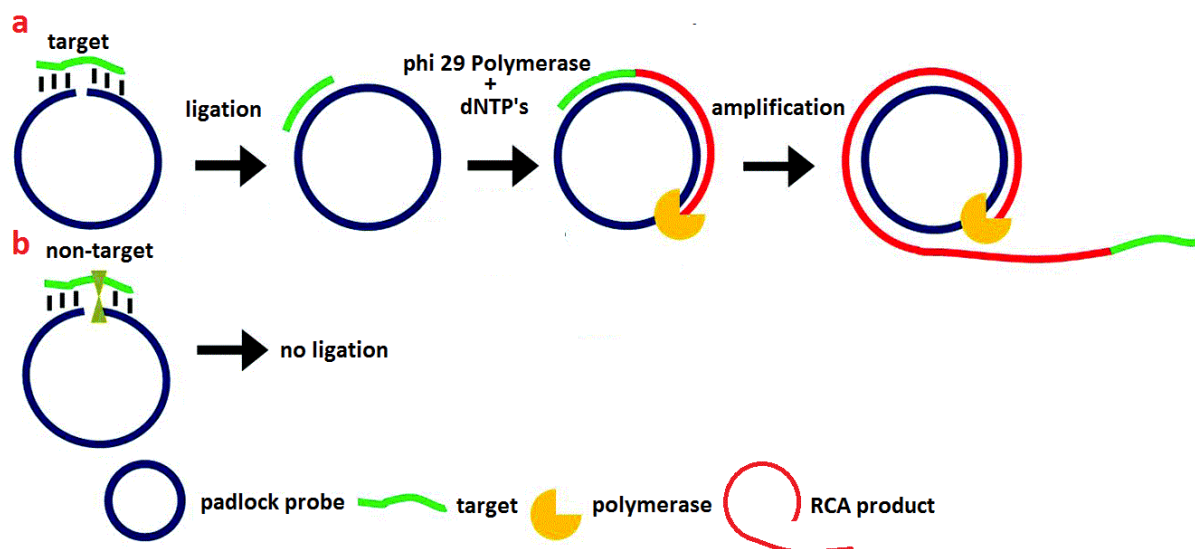 a
target
ligation
phi 29 Polymerase
+
dNTP's
amplification
b
non-target
no ligation
padlock probe
target
polymerase
RCA product